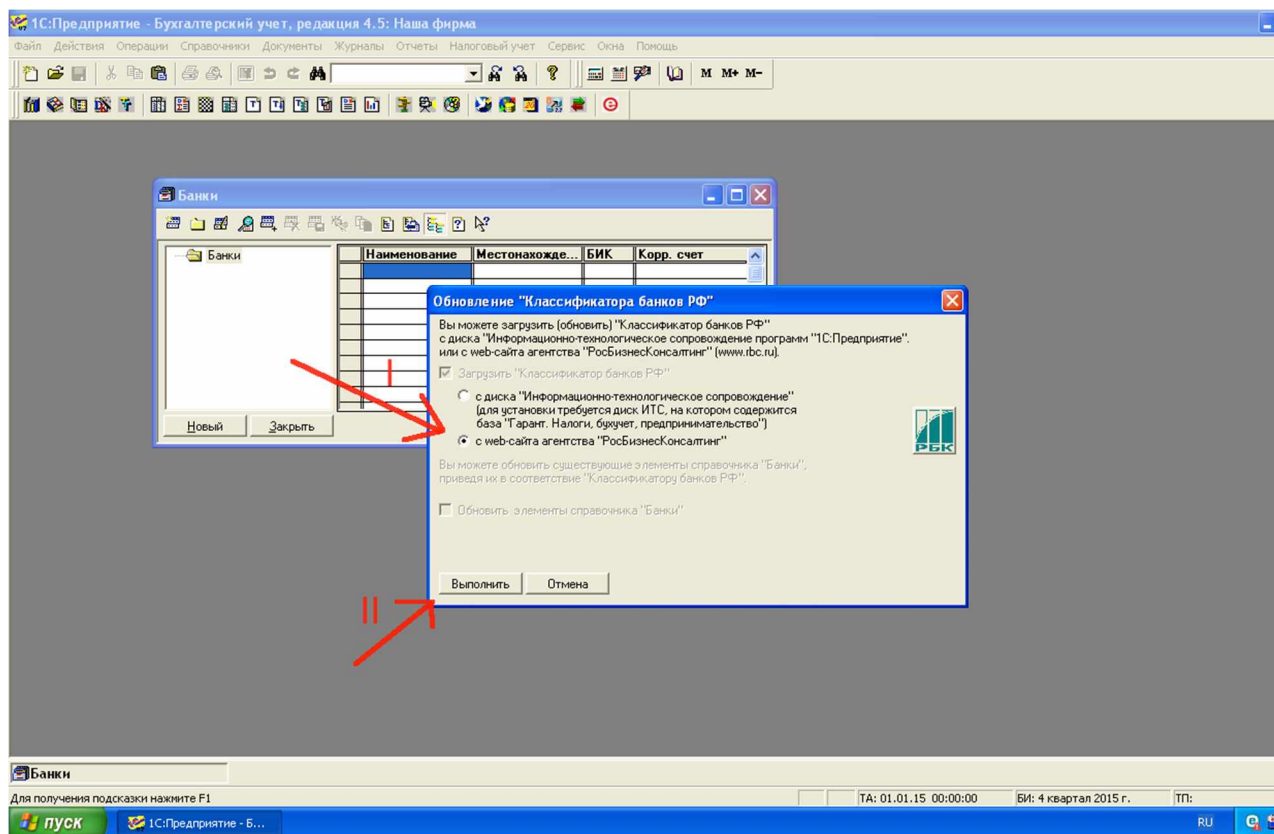 1С:Предприятие - Бухгалтерский учет, редакция 4.5: Наша фирма
Файл Действия Операции Справочники Документы Журналы Отчеты Налоговый учет Сервис Окна Помощь
M M+ M-
Банки
Банки
Наименование Местонахожде... БИК Корр. счет
Новый Закрыть
Обновление "Классификатора банков РФ"
Вы можете загрузить (обновить) "Классификатор банков РФ"
с диска "Информационно-технологическое сопровождение программ "1С:Предприятие".
или с web-сайта агентства "РосБизнесКонсалтинг" (www.rbc.ru).
Загрузить "Классификатор банков РФ"
с диска "Информационно-технологическое сопровождение"
(для установки требуется диск ИТС, на котором содержится
база "Гарант. Налоги, бухучет, предпринимательство")
с web-сайта агентства "РосБизнесКонсалтинг"
РБК
Вы можете обновить существующие элементы справочника "Банки",
приведя их в соответствие "Классификатору банков РФ".
Обновить элементы справочника "Банки"
Выполнить Отмена
I
II
Банки
Для получения подсказки нажмите F1
ТА: 01.01.15 00:00:00 БИ: 4 квартал 2015 г. ТП:
пуск 1С:Предприятие - Б... RU